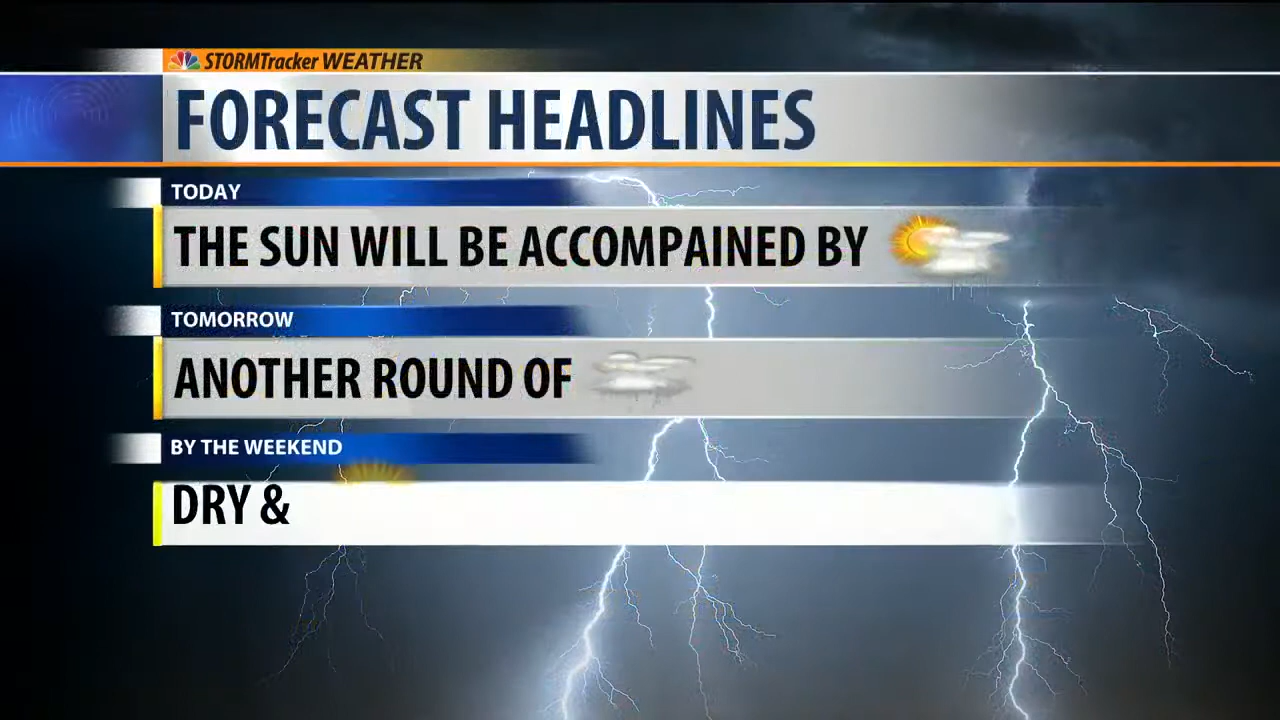 STORMTracker WEATHER
FORECAST HEADLINES
TODAY
THE SUN WILL BE ACCOMPAINED BY
TOMORROW
ANOTHER ROUND OF
BY THE WEEKEND
DRY &